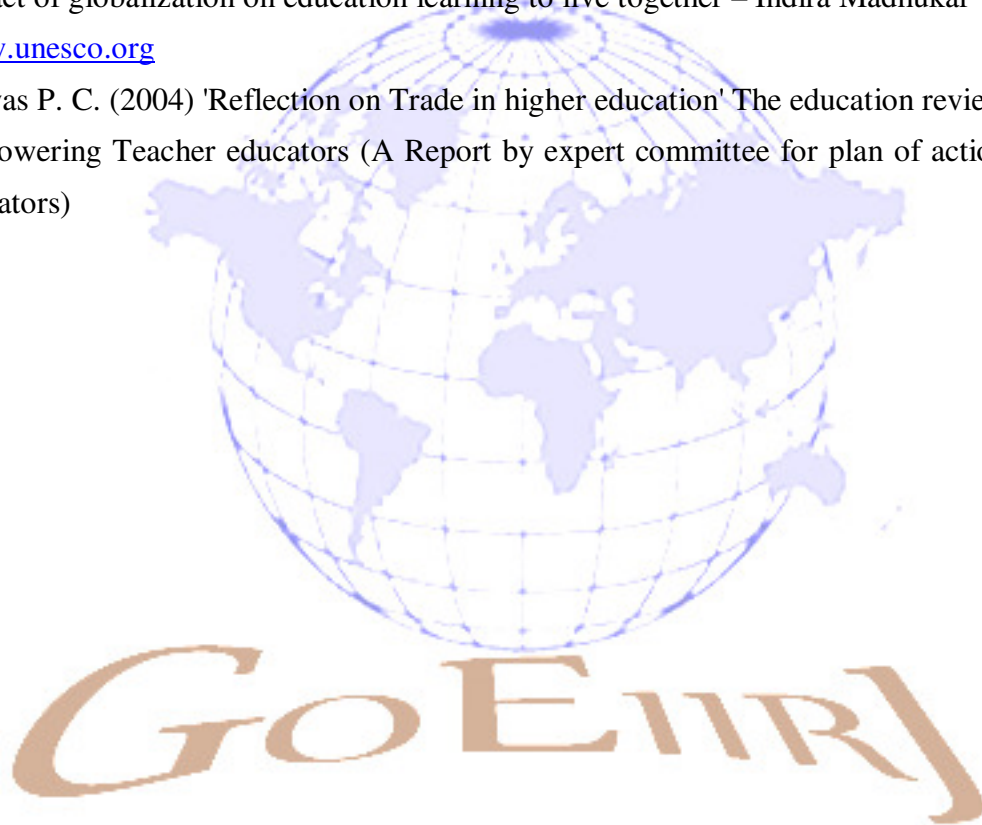 act of globalization on education learning to live together – Indira Madhukar
v.unesco.org
as P. C. (2004) 'Reflection on Trade in higher education' The education revie
owering Teacher educators (A Report by expert committee for plan of actio
ators)
GOEIIRJ